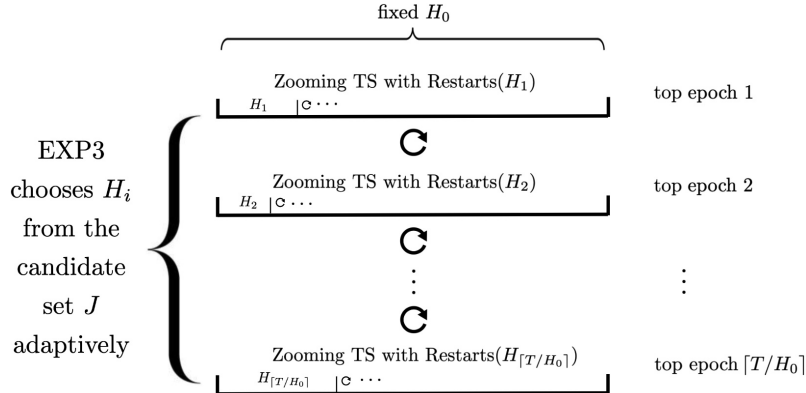 fixed H_0
Zooming TS with Restarts(H_1)
H_1 ...
top epoch 1
EXP3
chooses H_i
from the
candidate
set J
adaptively
Zooming TS with Restarts(H_2)
H_2 ...
top epoch 2
⋮ ⋮
Zooming TS with Restarts(H_{⌈T/H_0⌉})
H_{⌈T/H_0⌉} ...
top epoch ⌈T/H_0⌉